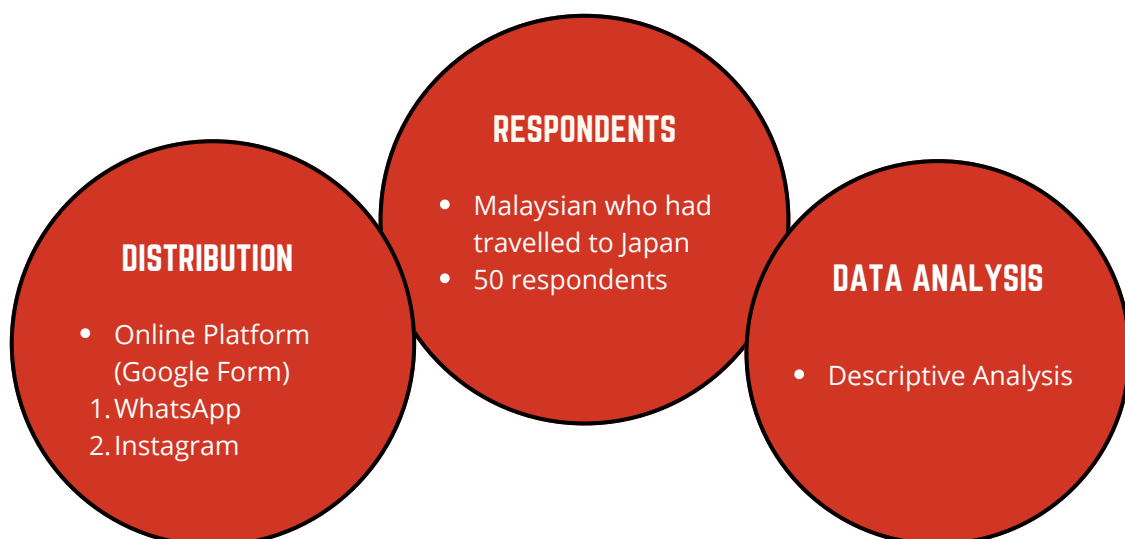 DISTRIBUTION
• Online Platform
(Google Form)
1. WhatsApp
2. Instagram
RESPONDENTS
• Malaysian who had
travelled to Japan
• 50 respondents
DATA ANALYSIS
• Descriptive Analysis